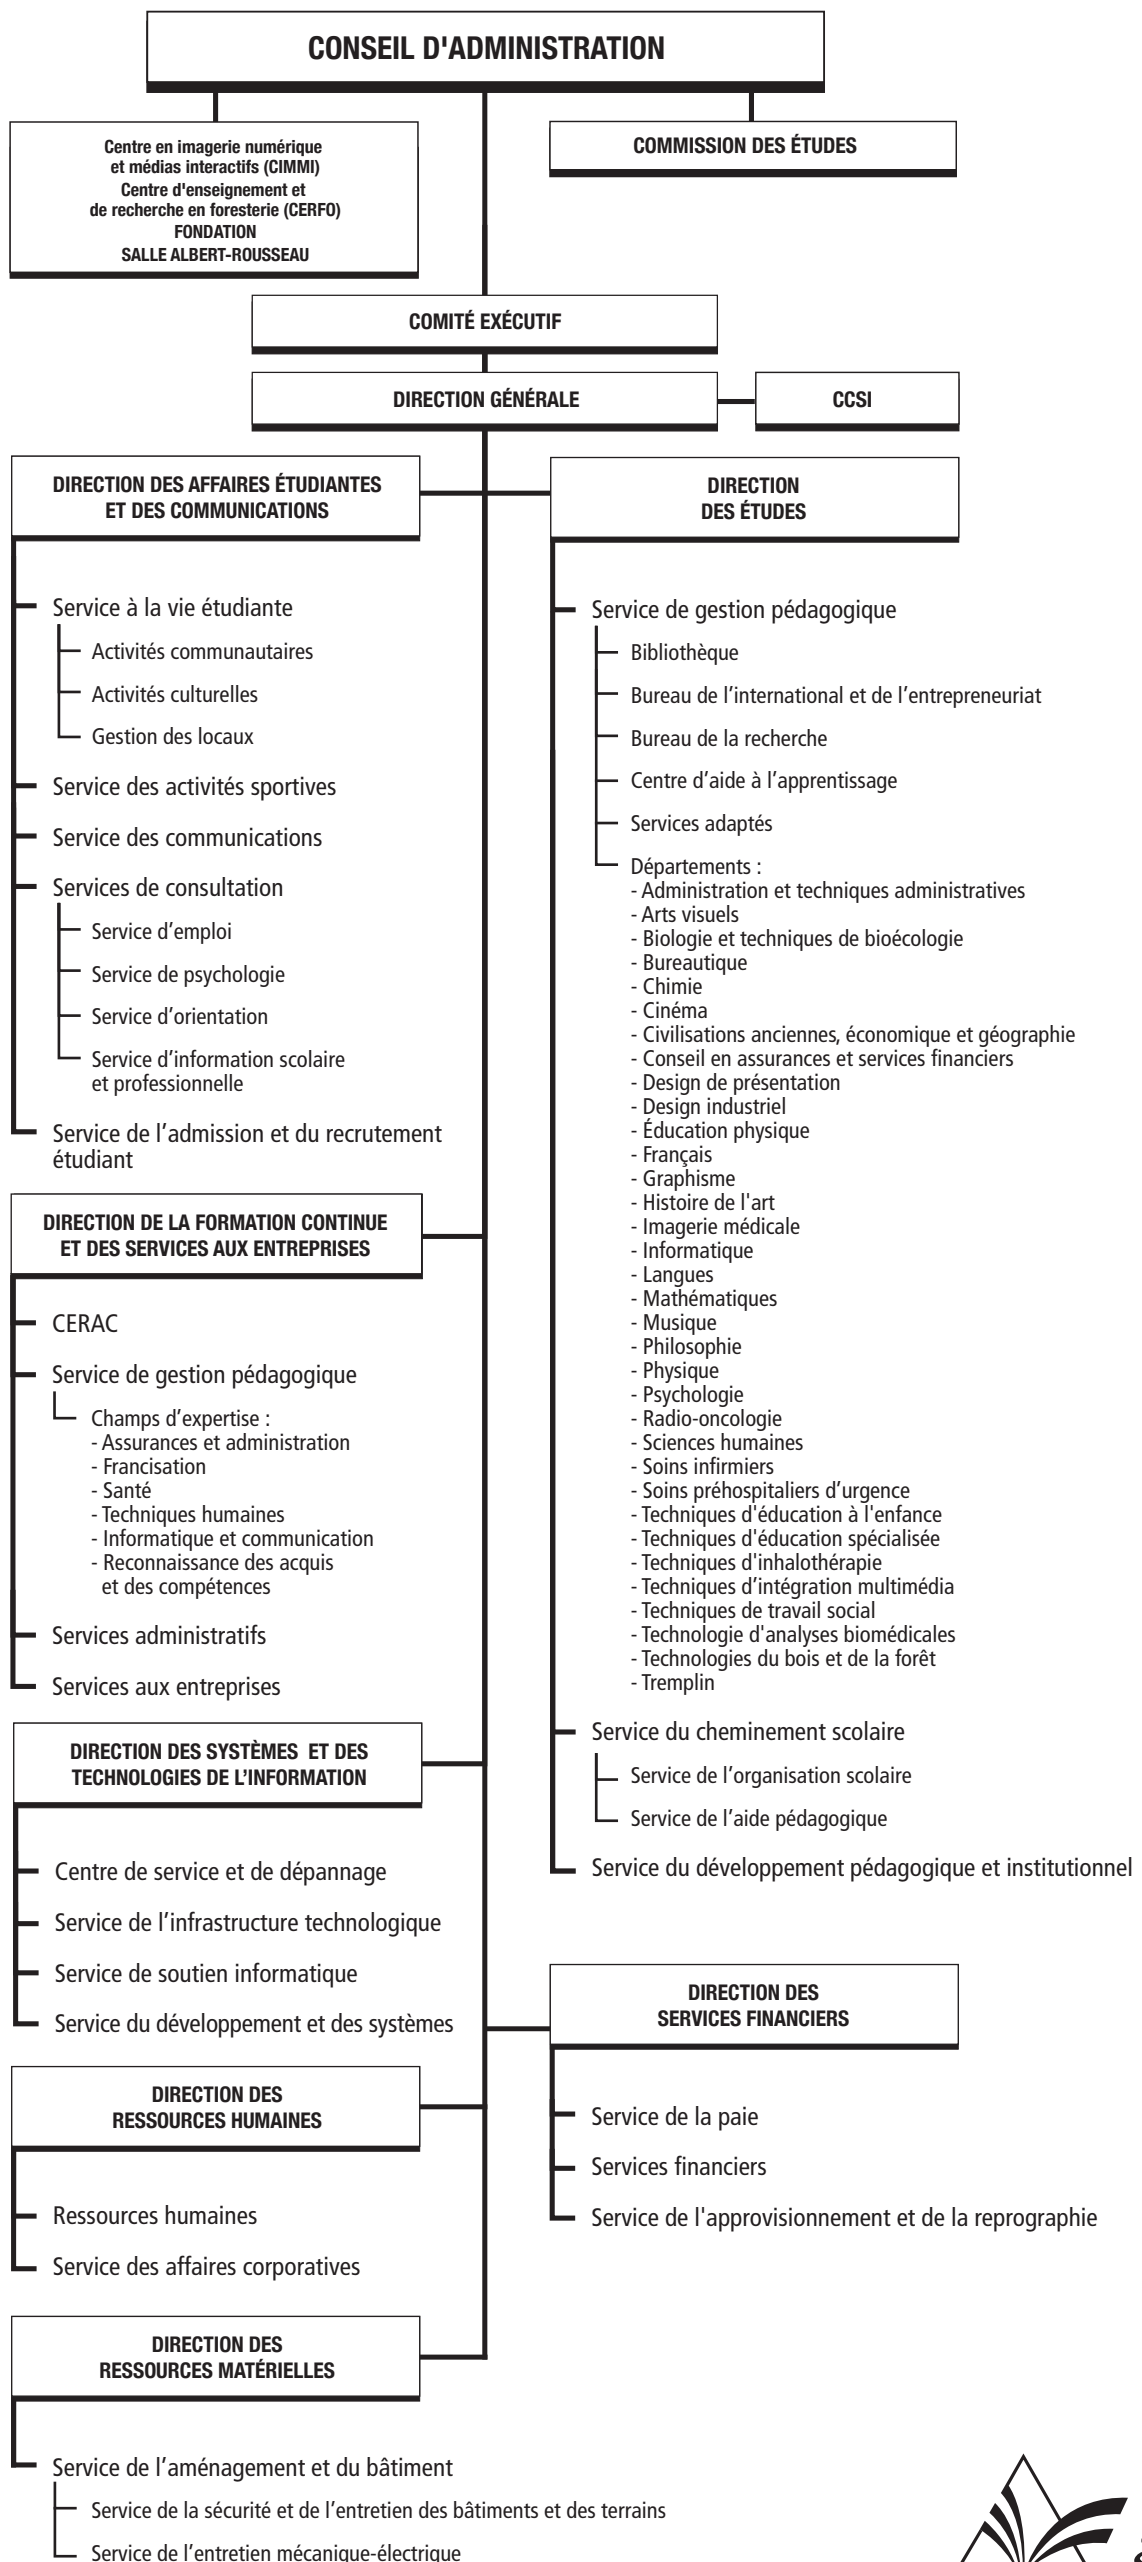 CONSEIL D'ADMINISTRATION
Centre en imagerie numérique
et médias interactifs (CIMMI)
Centre d'enseignement et
de recherche en foresterie (CERFO)
FONDATION
SALLE ALBERT-ROUSSEAU
COMMISSION DES ÉTUDES
COMITÉ EXÉCUTIF
DIRECTION GÉNÉRALE
CCSI
DIRECTION DES AFFAIRES ÉTUDIANTES
ET DES COMMUNICATIONS
Service à la vie étudiante
Activités communautaires
Activités culturelles
Gestion des locaux
Service des activités sportives
Service des communications
Services de consultation
Service d’emploi
Service de psychologie
Service d’orientation
Service d’information scolaire
et professionnelle
Service de l’admission et du recrutement
étudiant
DIRECTION DE LA FORMATION CONTINUE
ET DES SERVICES AUX ENTREPRISES
CERAC
Service de gestion pédagogique
Champs d’expertise :
- Assurances et administration
- Francisation
- Santé
- Techniques humaines
- Informatique et communication
- Reconnaissance des acquis
et des compétences
Services administratifs
Services aux entreprises
DIRECTION DES SYSTÈMES ET DES
TECHNOLOGIES DE L’INFORMATION
Centre de service et de dépannage
Service de l’infrastructure technologique
Service de soutien informatique
Service du développement et des systèmes
DIRECTION DES
RESSOURCES HUMAINES
Ressources humaines
Service des affaires corporatives
DIRECTION DES
RESSOURCES MATÉRIELLES
Service de l’aménagement et du bâtiment
Service de la sécurité et de l’entretien des bâtiments et des terrains
Service de l’entretien mécanique-électrique
DIRECTION
DES ÉTUDES
Service de gestion pédagogique
Bibliothèque
Bureau de l’international et de l’entrepreneuriat
Bureau de la recherche
Centre d’aide à l’apprentissage
Services adaptés
Départements :
- Administration et techniques administratives
- Arts visuels
- Biologie et techniques de bioécologie
- Bureautique
- Chimie
- Cinéma
- Civilisations anciennes, économique et géographie
- Conseil en assurances et services financiers
- Design de présentation
- Design industriel
- Éducation physique
- Français
- Graphisme
- Histoire de l'art
- Imagerie médicale
- Informatique
- Langues
- Mathématiques
- Musique
- Philosophie
- Physique
- Psychologie
- Radio-oncologie
- Sciences humaines
- Soins infirmiers
- Soins préhospitaliers d’urgence
- Techniques d'éducation à l'enfance
- Techniques d'éducation spécialisée
- Techniques d'inhalothérapie
- Techniques d’intégration multimédia
- Techniques de travail social
- Technologie d'analyses biomédicales
- Technologies du bois et de la forêt
- Tremplin
Service du cheminement scolaire
Service de l’organisation scolaire
Service de l’aide pédagogique
Service du développement pédagogique et institutionnel
DIRECTION DES
SERVICES FINANCIERS
Service de la paie
Services financiers
Service de l'approvisionnement et de la reprographie